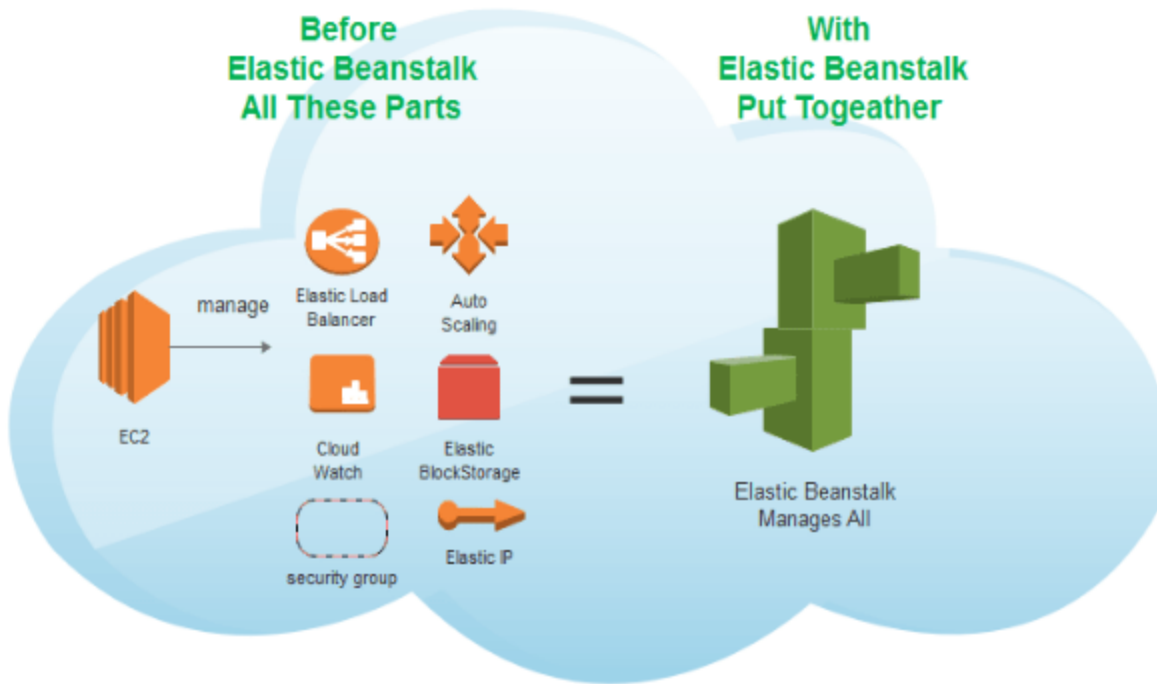 Before
Elastic Beanstalk
All These Parts
With
Elastic Beanstalk
Put Togeather
manage
EC2
Elastic Load
Balancer
Auto
Scaling
Cloud
Watch
Elastic
BlockStorage
security group
Elastic IP
=
Elastic Beanstalk
Manages All